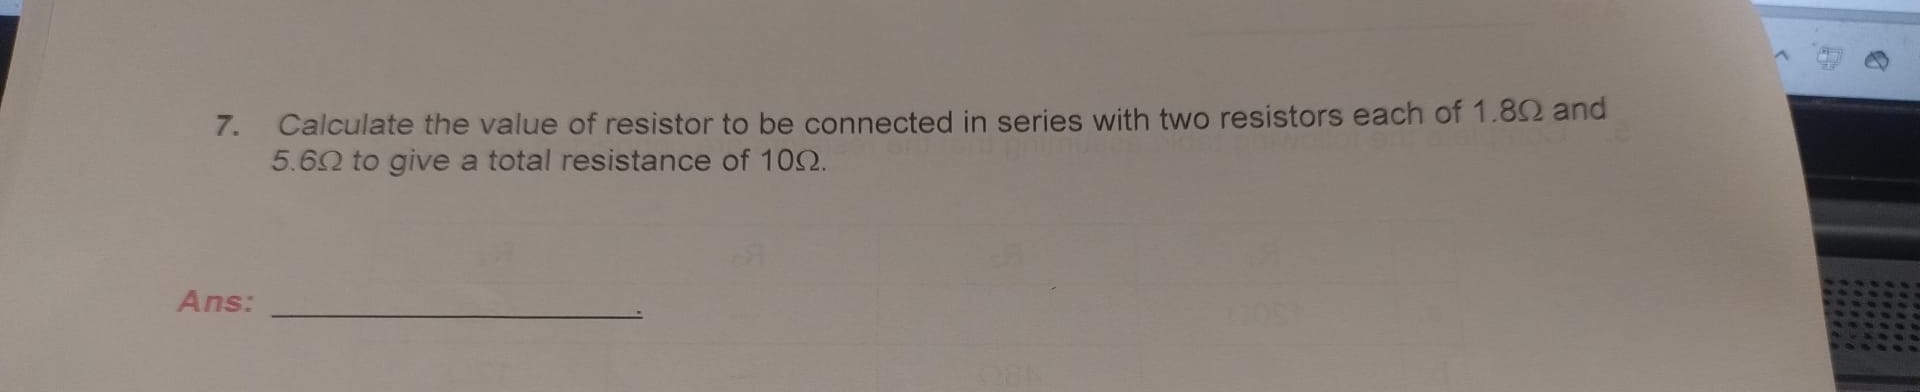 7. Calculate the value of resistor to be connected in series with two resistors each of 1.8Ω and
5.6Ω to give a total resistance of 10Ω.
Ans: ____________________.